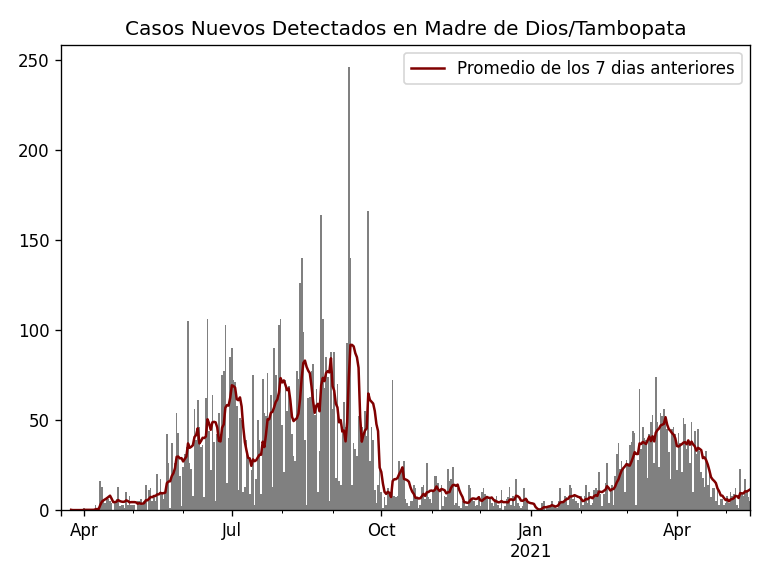 Casos Nuevos Detectados en Madre de Dios/Tambopata
Promedio de los 7 dias anteriores
250
200
150
100
50
0
Apr Jul Oct Jan Apr
2021